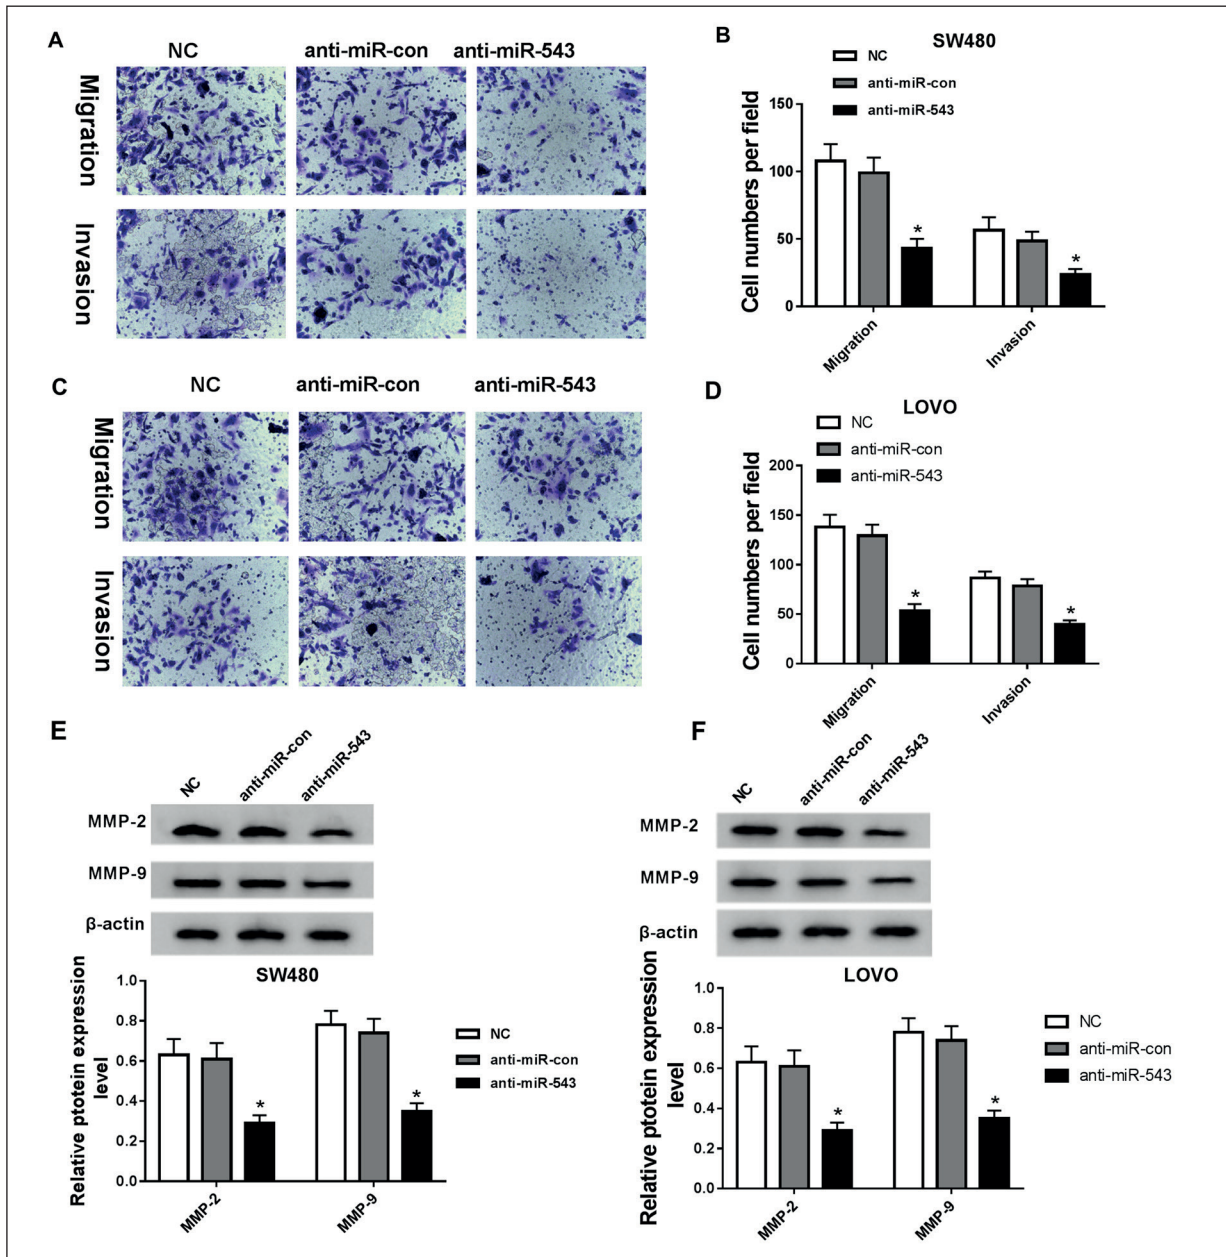 A
NC
anti-miR-con
anti-miR-543
Migration
Invasion
B
SW480
NC
anti-miR-con
anti-miR-543
Cell numbers per field
150
100
50
0
Migration
Invasion
C
NC
anti-miR-con
anti-miR-543
Migration
Invasion
D
LOVO
NC
anti-miR-con
anti-miR-543
Cell numbers per field
200
150
100
50
0
Migration
Invasion
*
*
*
*
E
NC
anti-miR-con
anti-miR-543
MMP-2
MMP-9
β-actin
SW480
Relative ptotein expression
level
1.0
0.8
0.6
0.4
0.2
0.0
*
*
MMP-2
MMP-9
NC
anti-miR-con
anti-miR-543
F
NC
anti-miR-con
anti-miR-543
MMP-2
MMP-9
β-actin
LOVO
Relative ptotein expression
level
1.0
0.8
0.6
0.4
0.2
0.0
*
*
MMP-2
MMP-9
NC
anti-miR-con
anti-miR-543